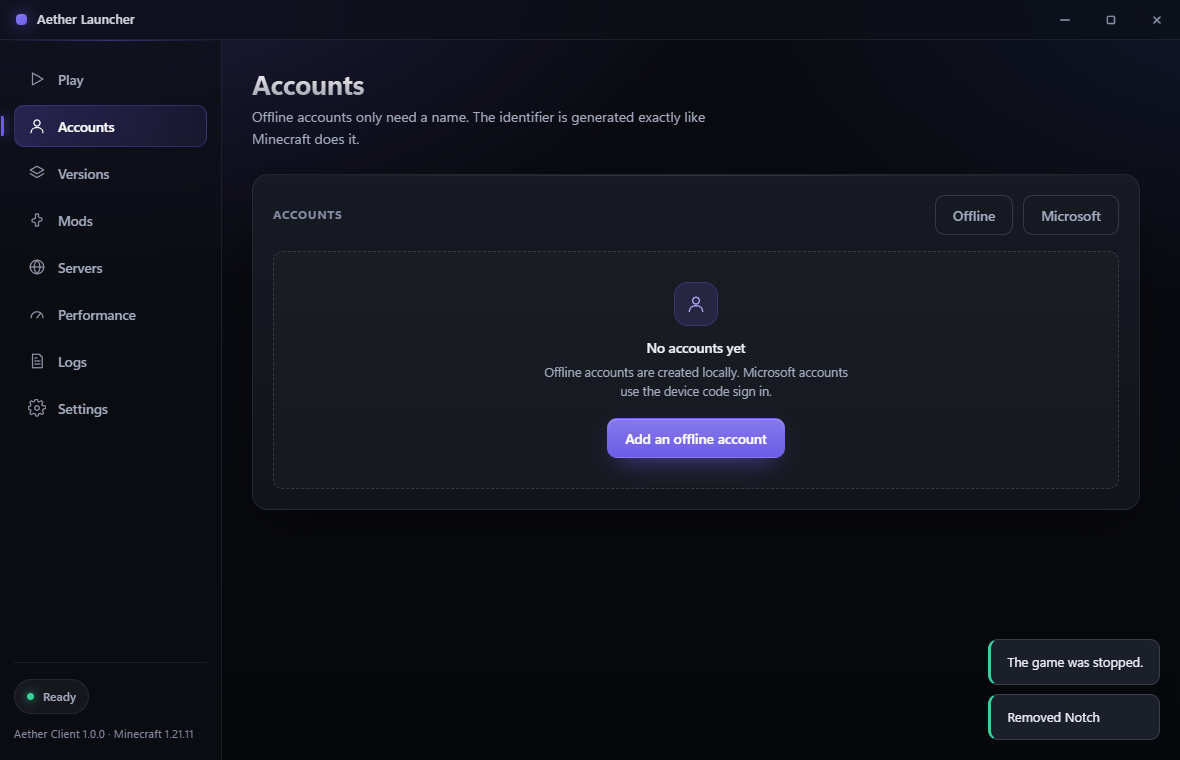 Aether Launcher
Play
Accounts
Versions
Mods
Servers
Performance
Logs
Settings
Ready
Aether Client 1.0.0 · Minecraft 1.21.11
Accounts
Offline accounts only need a name. The identifier is generated exactly like
Minecraft does it.
ACCOUNTS
Offline
Microsoft
No accounts yet
Offline accounts are created locally. Microsoft accounts
use the device code sign in.
Add an offline account
The game was stopped.
Removed Notch